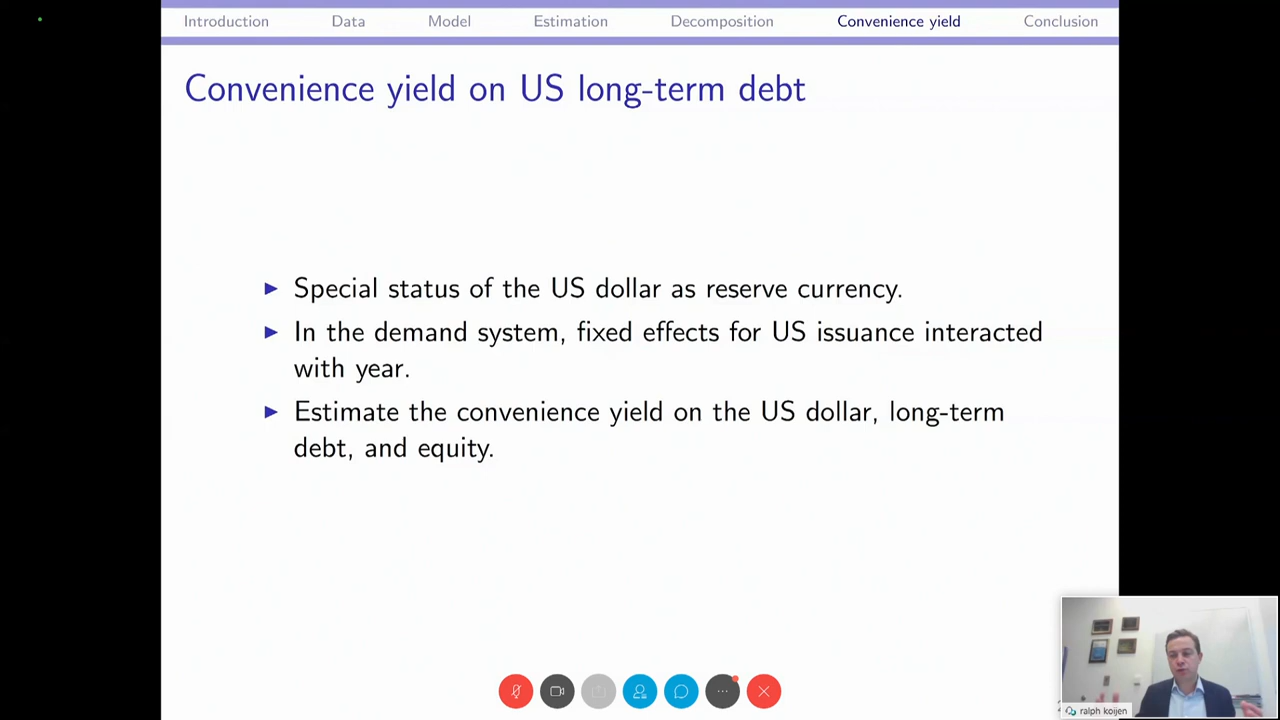 Introduction Data Model Estimation Decomposition Convenience yield Conclusion
Convenience yield on US long-term debt
Special status of the US dollar as reserve currency.
In the demand system, fixed effects for US issuance interacted
with year.
Estimate the convenience yield on the US dollar, long-term
debt, and equity.
ralph koijen